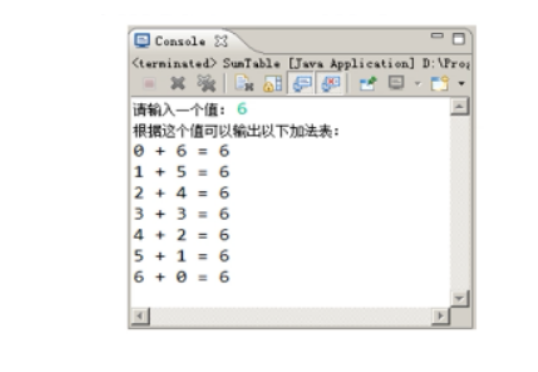 Console
<terminated> SumTable [Java Application] D:\Prog
请输入一个值: 6
根据这个值可以输出以下加法表:
0 + 6 = 6
1 + 5 = 6
2 + 4 = 6
3 + 3 = 6
4 + 2 = 6
5 + 1 = 6
6 + 0 = 6